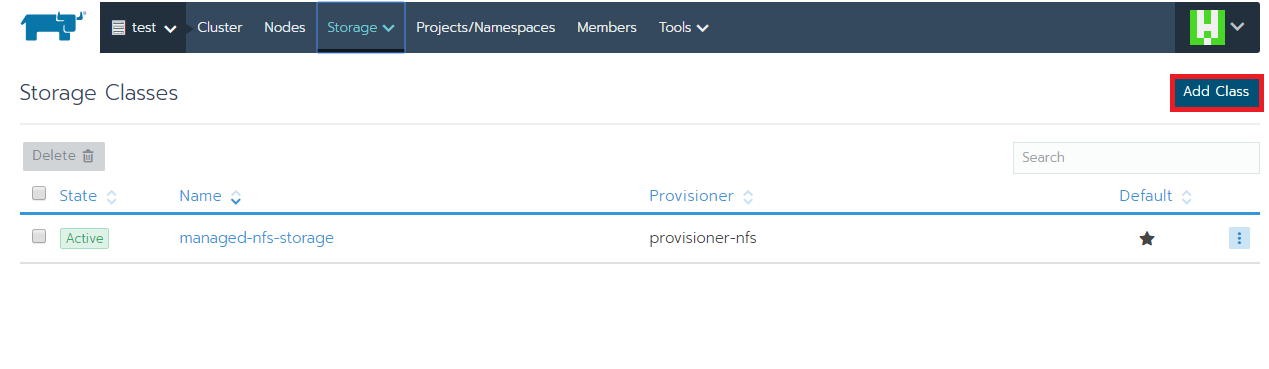 test Cluster Nodes Storage Projects/Namespaces Members Tools
Storage Classes Add Class
Delete Search
State Name Provisioner Default
Active managed-nfs-storage provisioner-nfs